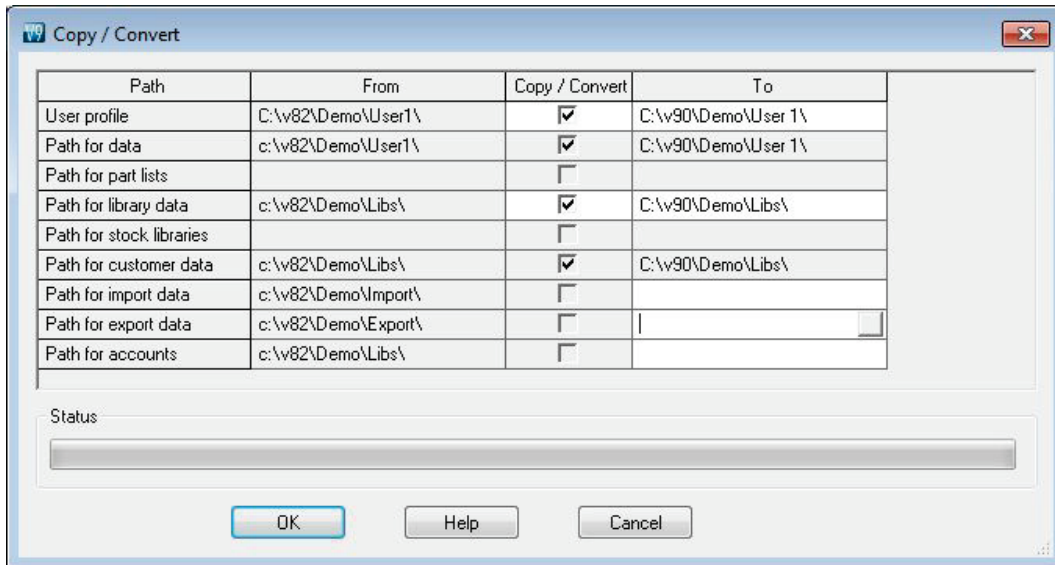 V9 Copy / Convert
Path From Copy / Convert To
User profile C:\v82\Demo\User1\ C:\v90\Demo\User 1\
Path for data c:\v82\Demo\User1\ C:\v90\Demo\User 1\
Path for part lists
Path for library data c:\v82\Demo\Libs\ C:\v90\Demo\Libs\
Path for stock libraries
Path for customer data c:\v82\Demo\Libs\ C:\v90\Demo\Libs\
Path for import data c:\v82\Demo\Import\
Path for export data c:\v82\Demo\Export\
Path for accounts c:\v82\Demo\Libs\
Status
OK Help Cancel